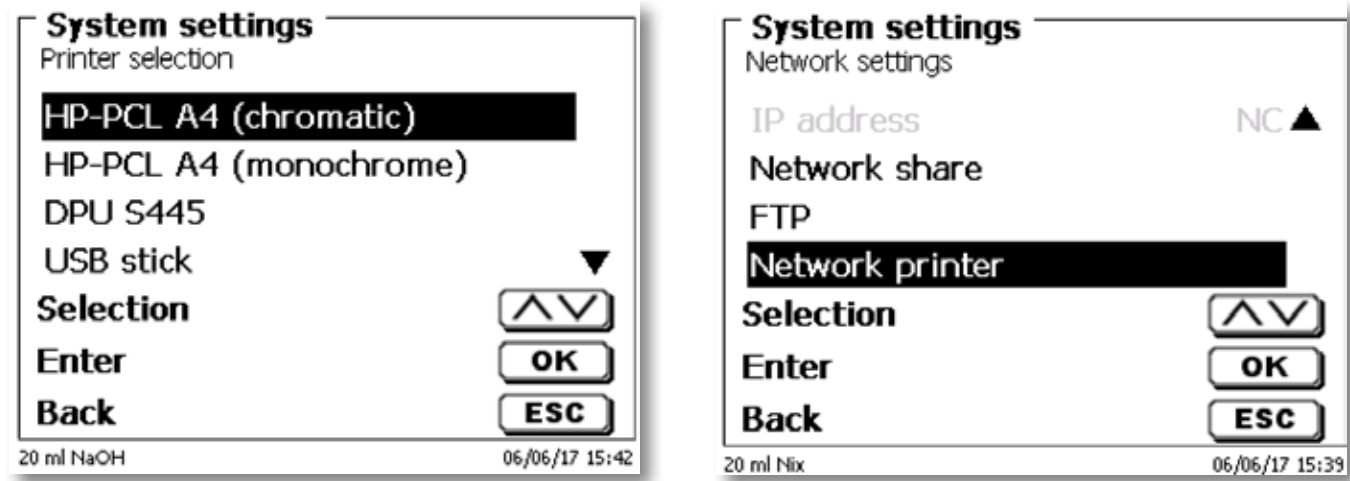 System settings
Printer selection
HP-PCL A4 (chromatic)
HP-PCL A4 (monochrome)
DPU S445
USB stick
Selection
Enter OK
Back ESC
20 ml NaOH 06/06/17 15:42
System settings
Network settings
IP address NC
Network share
FTP
Network printer
Selection
Enter OK
Back ESC
20 ml Nix 06/06/17 15:39